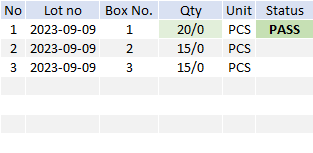 No Lot no Box No. Qty Unit Status
1 2023-09-09 1 20/0 PCS PASS
2 2023-09-09 2 15/0 PCS
3 2023-09-09 3 15/0 PCS